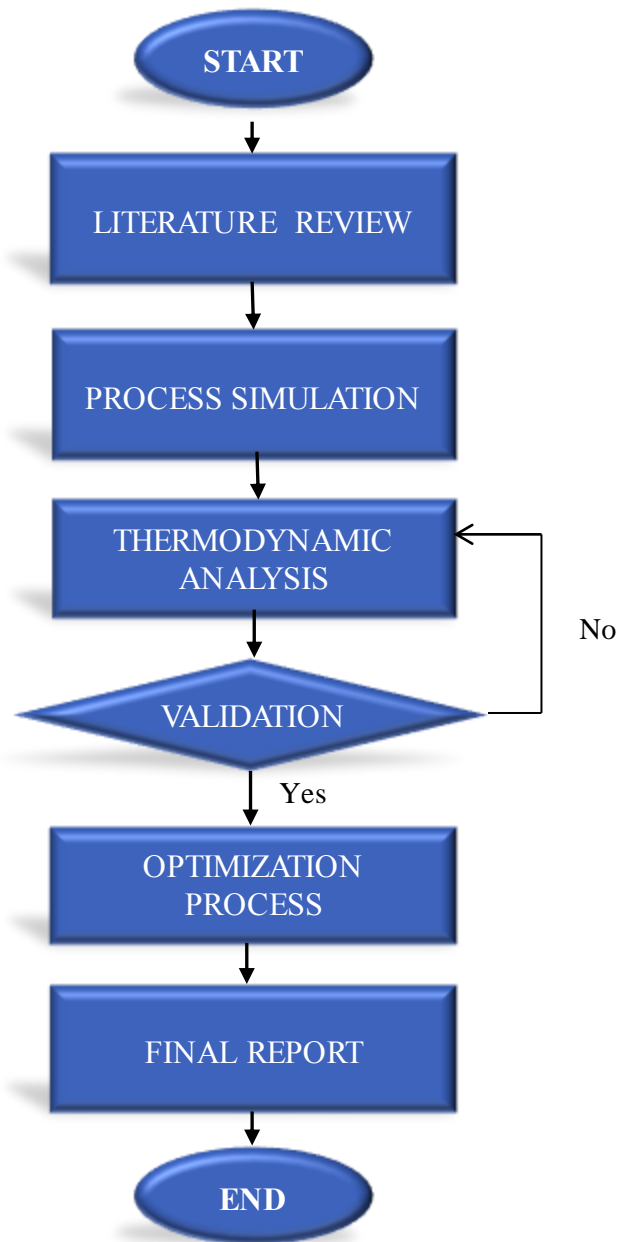 START
LITERATURE REVIEW
PROCESS SIMULATION
THERMODYNAMIC
ANALYSIS
No
VALIDATION
Yes
OPTIMIZATION
PROCESS
FINAL REPORT
END